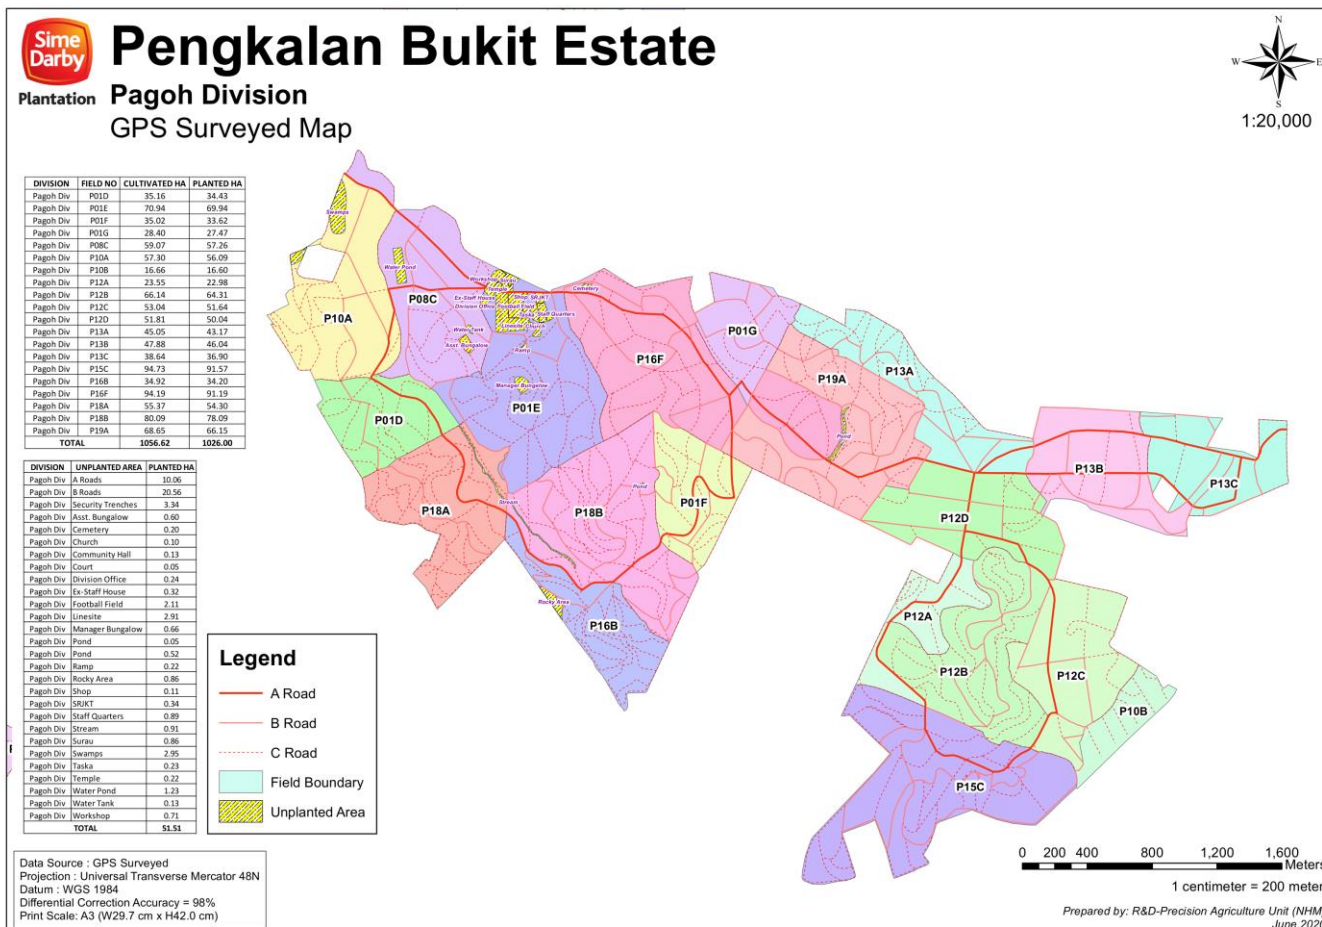 Sime
Darby
Plantation
Pengkalan Bukit Estate
Pagoh Division
GPS Surveyed Map
N
W E
S
1:20,000
DIVISION FIELD NO CULTIVATED HA PLANTED HA
Pagoh Div P01D 35.16 34.43
Pagoh Div P01E 70.94 69.94
Pagoh Div P01F 35.02 33.62
Pagoh Div P01G 28.40 27.47
Pagoh Div P08C 59.07 57.26
Pagoh Div P10A 57.30 56.09
Pagoh Div P10B 16.66 16.60
Pagoh Div P12A 23.55 22.98
Pagoh Div P12B 66.14 64.31
Pagoh Div P12C 53.04 51.64
Pagoh Div P12D 51.81 50.04
Pagoh Div P13A 45.05 43.17
Pagoh Div P13B 47.88 46.04
Pagoh Div P13C 38.64 36.90
Pagoh Div P15C 94.73 91.57
Pagoh Div P16B 34.92 34.20
Pagoh Div P16F 94.19 91.19
Pagoh Div P18A 55.37 54.30
Pagoh Div P18B 80.09 78.09
Pagoh Div P19A 68.65 66.15
TOTAL 1056.62 1026.00
DIVISION UNPLANTED AREA PLANTED HA
Pagoh Div A Roads 10.06
Pagoh Div B Roads 20.56
Pagoh Div Security Trenches 3.34
Pagoh Div Asst. Bungalow 0.60
Pagoh Div Cemetery 0.20
Pagoh Div Church 0.10
Pagoh Div Community Hall 0.13
Pagoh Div Court 0.05
Pagoh Div Division Office 0.24
Pagoh Div Ex-Staff House 0.32
Pagoh Div Football Field 2.11
Pagoh Div Linesite 2.91
Pagoh Div Manager Bungalow 0.66
Pagoh Div Pond 0.05
Pagoh Div Pond 0.52
Pagoh Div Ramp 0.22
Pagoh Div Rocky Area 0.86
Pagoh Div Shop 0.11
Pagoh Div SRJKT 0.34
Pagoh Div Staff Quarters 0.89
Pagoh Div Stream 0.91
Pagoh Div Surau 0.86
Pagoh Div Swamps 2.95
Pagoh Div Taska 0.23
Pagoh Div Temple 0.22
Pagoh Div Water Pond 1.23
Pagoh Div Water Tank 0.13
Pagoh Div Workshop 0.71
TOTAL 51.51
Swamps
Water Pond
P08C
P10A
Workshop Surau
Temple
Ex-Staff House
Shop SRJKT
Division Office Football Field
Taska Staff Quarters
Linesite Church
Water Tank
Asst. Bungalow
Ramp
Manager Bungalow
Cemetery
P01G
P16F
P19A
P13A
P01D
P01E
Pond
P13B
P13C
P18A
Stream
P18B
Pond
P01F
P12D
Rocky Area
P16B
P12A
P12B
P12C
P10B
P15C
Legend
A Road
B Road
C Road
Field Boundary
Unplanted Area
Data Source : GPS Surveyed
Projection : Universal Transverse Mercator 48N
Datum : WGS 1984
Differential Correction Accuracy = 98%
Print Scale: A3 (W29.7 cm x H42.0 cm)
0 200 400 800 1,200 1,600
Meters
1 centimeter = 200 meter
Prepared by: R&D-Precision Agriculture Unit (NHM)
June 2020